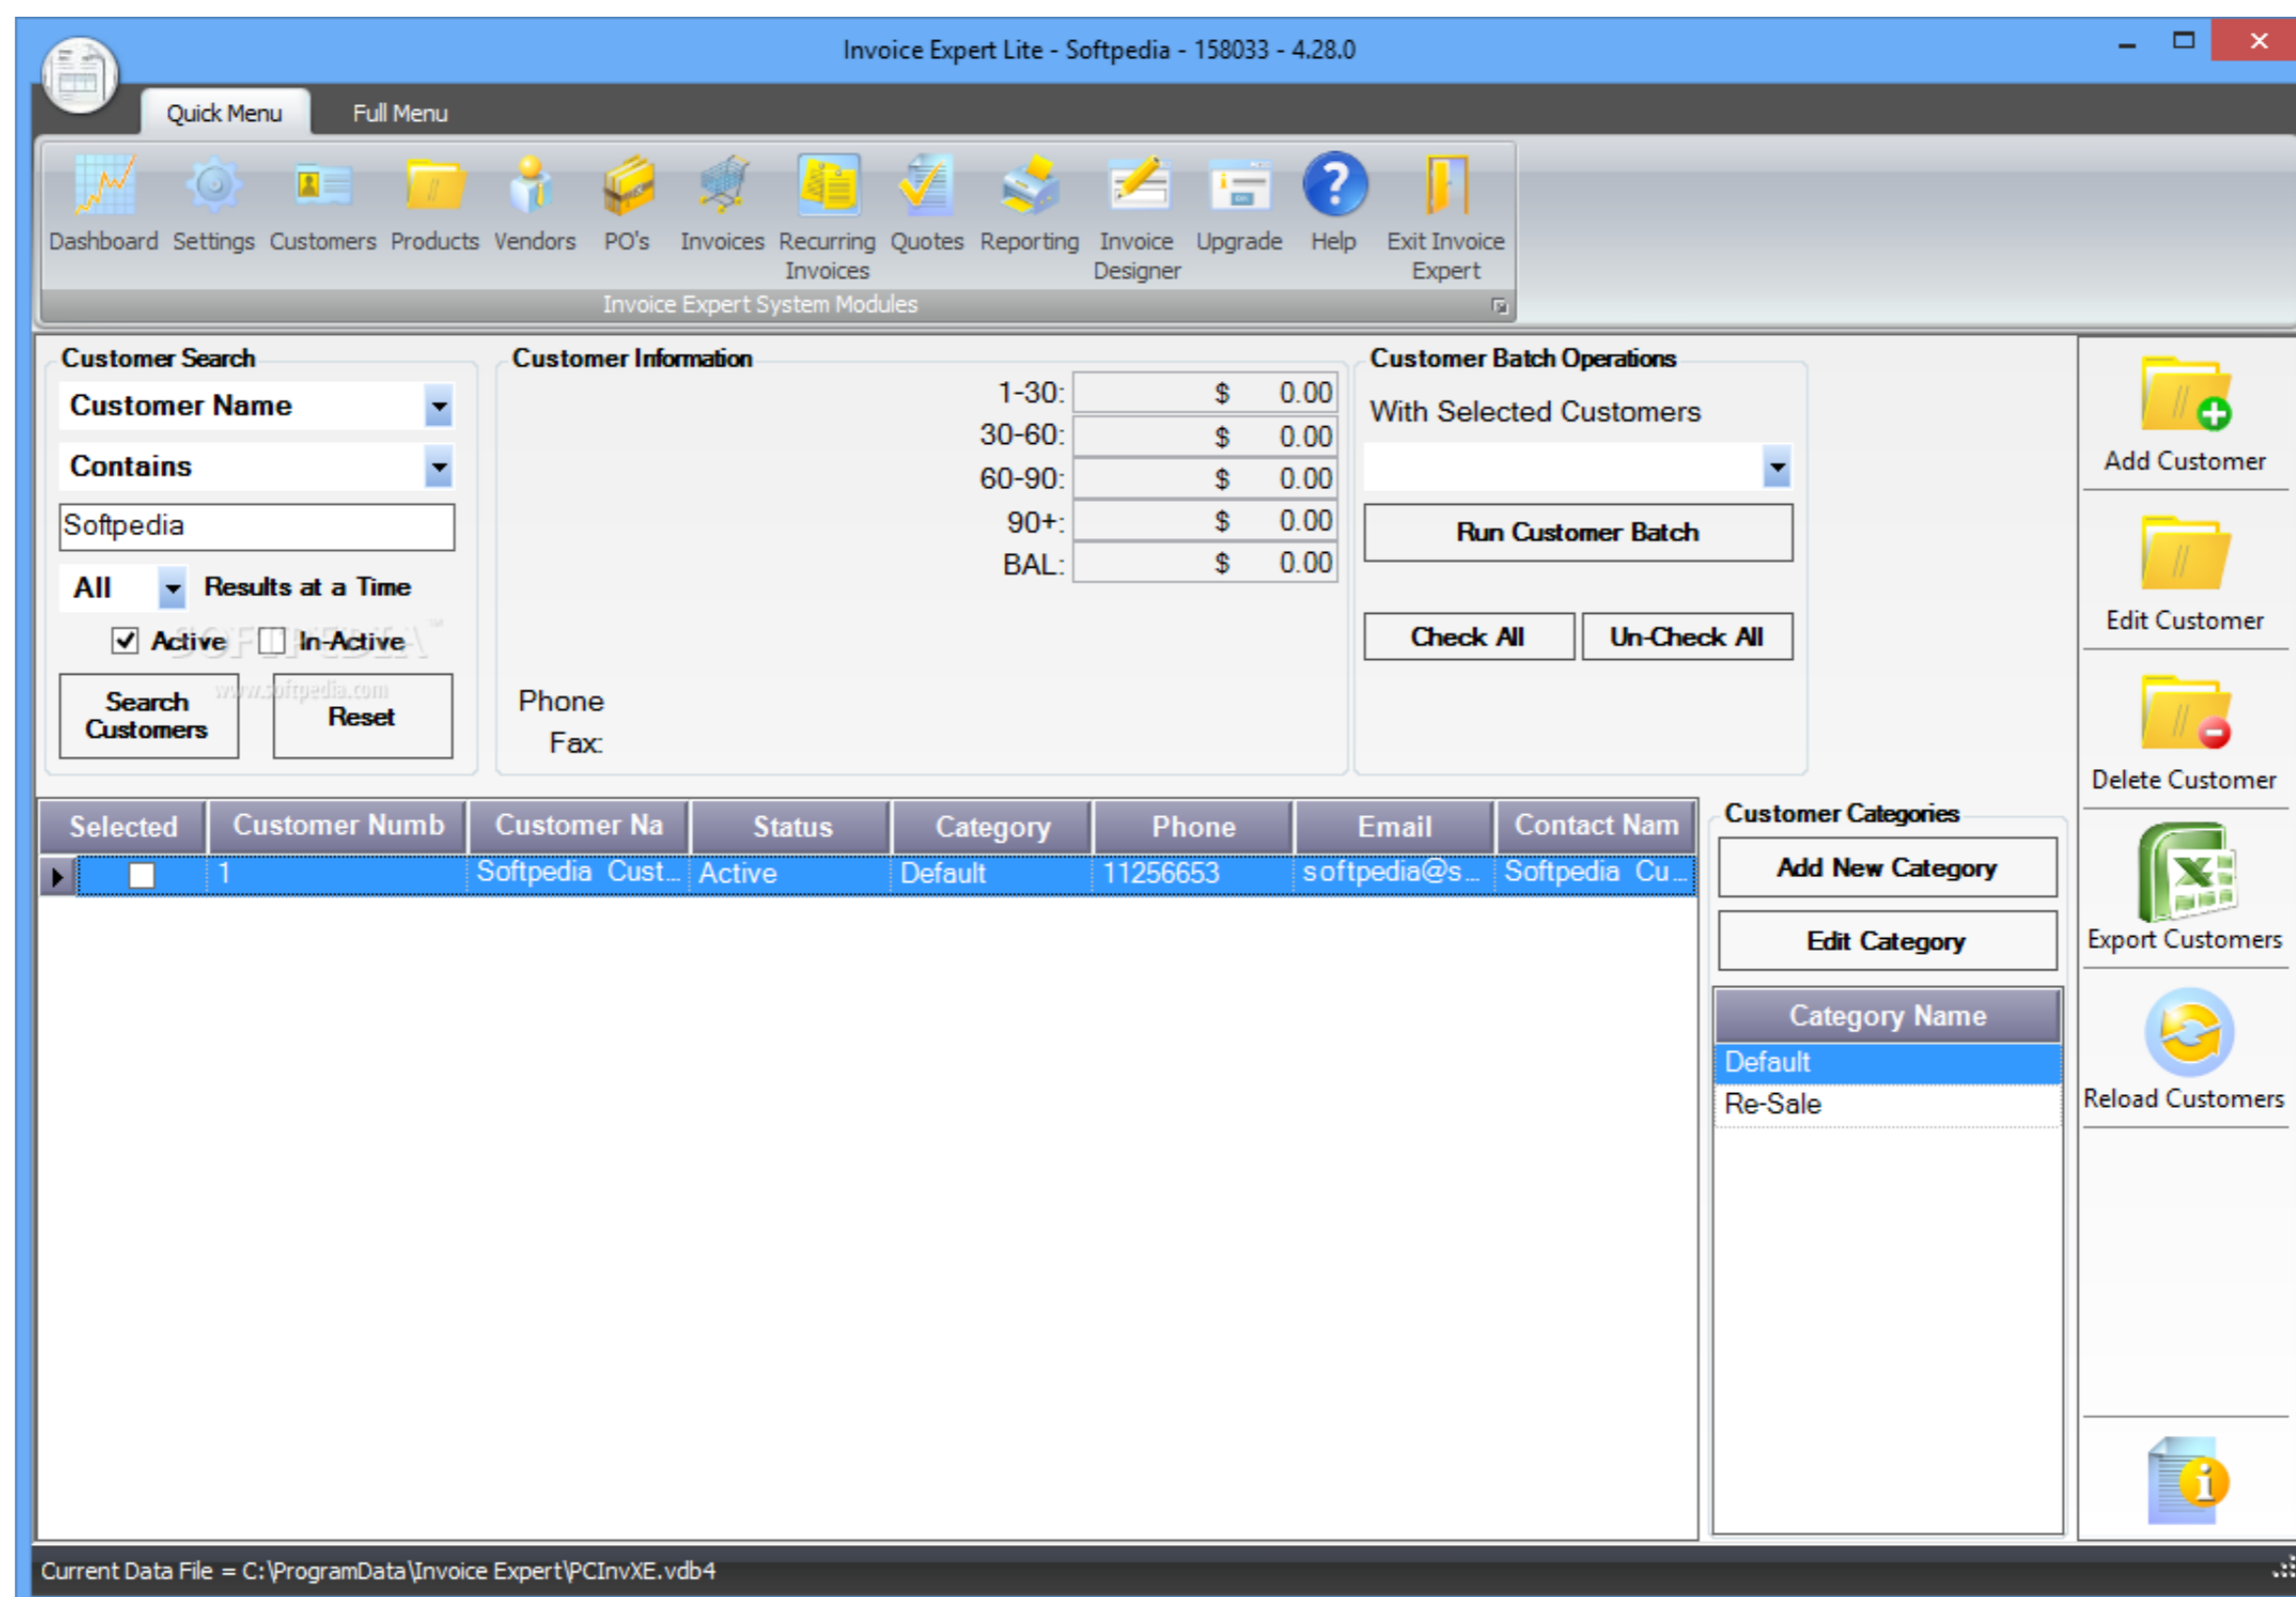 Invoice Expert Lite - Softpedia - 158033 - 4.28.0
Quick Menu Full Menu
Dashboard Settings Customers Products Vendors PO's Invoices Recurring Invoices Quotes Reporting Invoice Designer Upgrade Help Exit Invoice Expert
Invoice Expert System Modules
Customer Search
Customer Name
Contains
Softpedia
All Results at a Time
Active In-Active
SOFTPEDIA™
www.softpedia.com
Search Customers
Reset
Customer Information
1-30: $ 0.00
30-60: $ 0.00
60-90: $ 0.00
90+: $ 0.00
BAL: $ 0.00
Phone
Fax:
Customer Batch Operations
With Selected Customers
Run Customer Batch
Check All Un-Check All
Selected Customer Numb Customer Na Status Category Phone Email Contact Nam
1 Softpedia Cust... Active Default 11256653 softpedia@s... Softpedia Cu...
Customer Categories
Add New Category
Edit Category
Category Name
Default
Re-Sale
Add Customer
Edit Customer
Delete Customer
Export Customers
Reload Customers
Current Data File = C:\ProgramData\Invoice Expert\PCInvXE.vdb4